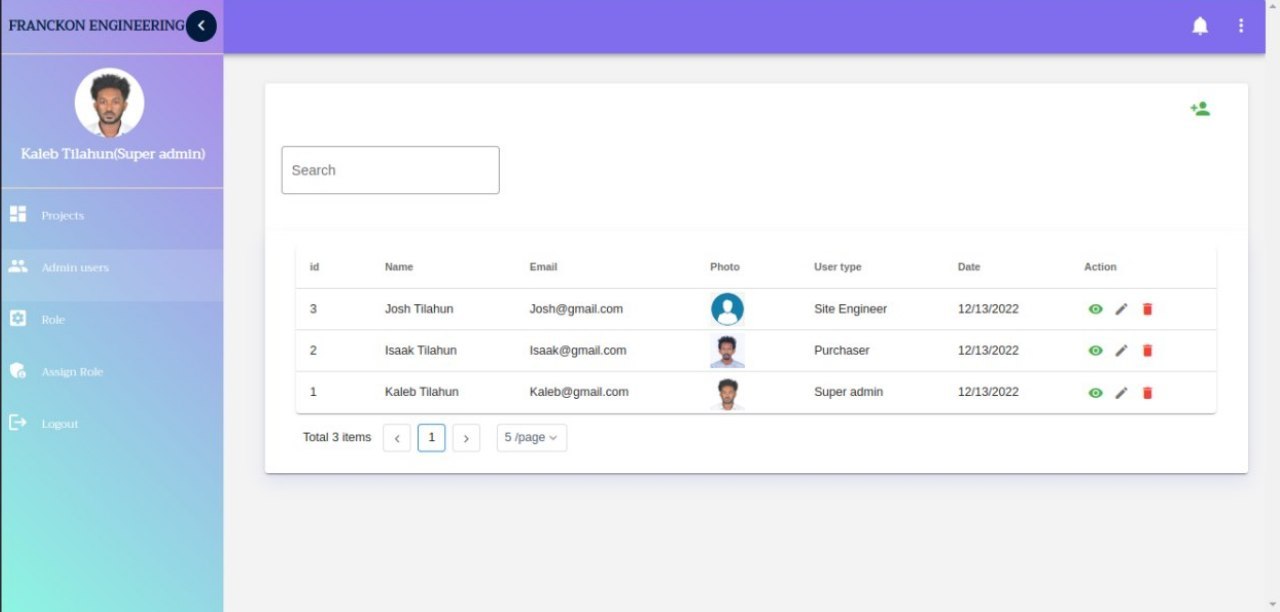 FRANCKON ENGINEERING
Kaleb Tilahun(Super admin)
Projects
Admin users
Role
Assign Role
Logout
Search
id Name Email Photo User type Date Action
3 Josh Tilahun Josh@gmail.com Site Engineer 12/13/2022
2 Isaak Tilahun Isaak@gmail.com Purchaser 12/13/2022
1 Kaleb Tilahun Kaleb@gmail.com Super admin 12/13/2022
Total 3 items 1 5 /page